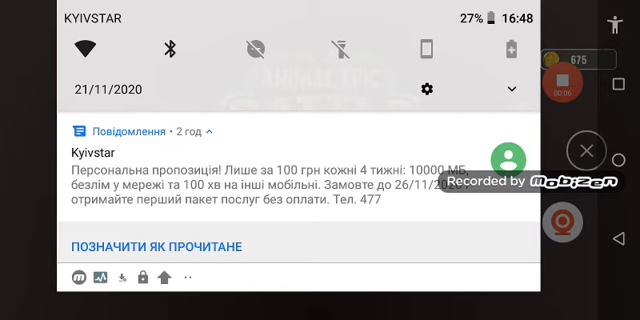 KYIVSTAR
27% 16:48
21/11/2020
675
00:06
Повідомлення • 2 год
Kyivstar
Персональна пропозиція! Лише за 100 грн кожні 4 тижні: 10000 МБ,
безлім у мережі та 100 хв на інші мобільні. Замовте до 26/11/2020 і
отримайте перший пакет послуг без оплати. Тел. 477
Recorded by MOBIZEN
ПОЗНАЧИТИ ЯК ПРОЧИТАНЕ